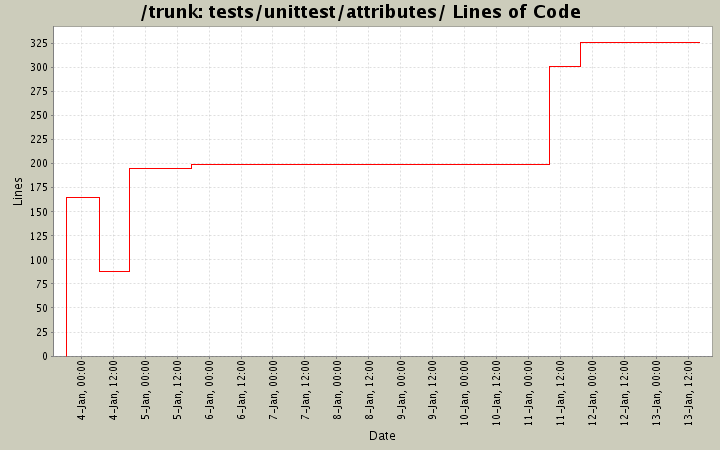 /trunk: tests/unittest/attributes/ Lines of Code
325
300
275
250
225
200
175
150
125
100
75
50
25
0
Lines
4-Jan, 00:00
4-Jan, 12:00
5-Jan, 00:00
5-Jan, 12:00
6-Jan, 00:00
6-Jan, 12:00
7-Jan, 00:00
7-Jan, 12:00
8-Jan, 00:00
8-Jan, 12:00
9-Jan, 00:00
9-Jan, 12:00
10-Jan, 00:00
10-Jan, 12:00
11-Jan, 00:00
11-Jan, 12:00
12-Jan, 00:00
12-Jan, 12:00
13-Jan, 00:00
13-Jan, 12:00
Date